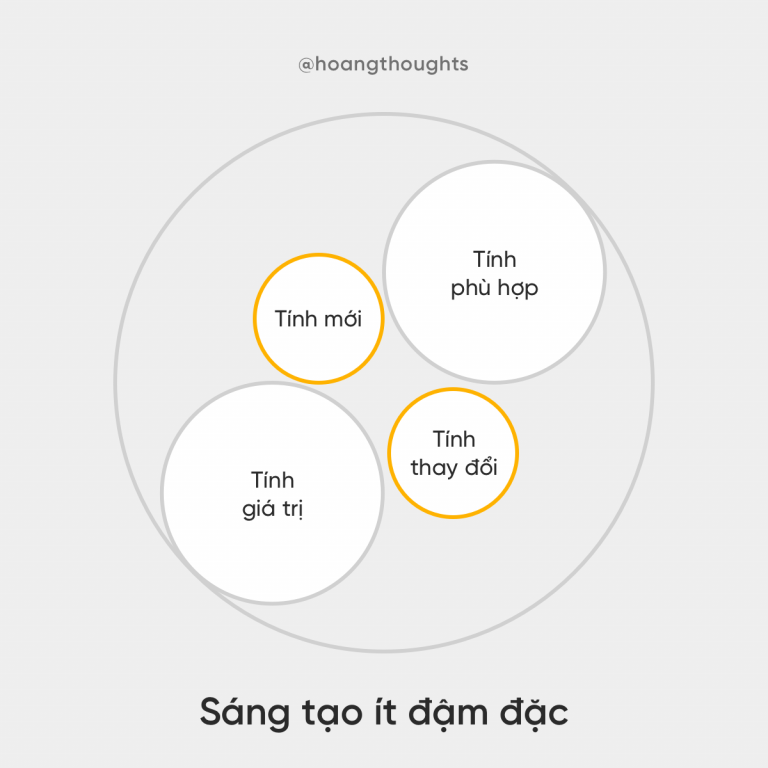 @hoangthoughts
Tính
phù hợp
Tính mới
Tính
thay đổi
Tính
giá trị
Sáng tạo ít đậm đặc